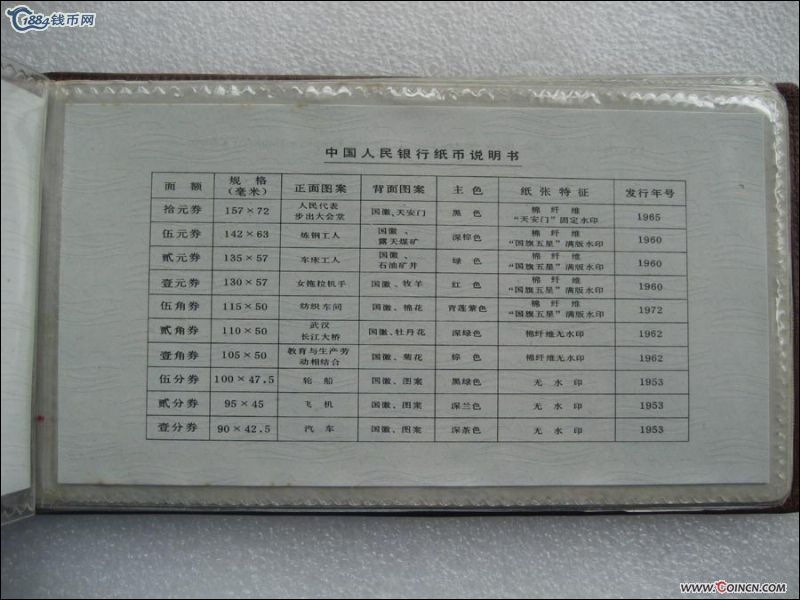 1884钱币网
中国人民银行纸币说明书
面 额 规 格 (毫米) 正面图案 背面图案 主 色 纸 张 特 征 发行年号
拾元券 157×72 人民代表 步出大会堂 国徽、天安门 黑 色 棉 纤 维 “天安门”固定水印 1965
伍元券 142×63 炼钢工人 国徽、 露天煤矿 深棕色 棉 纤 维 “国旗五星”满版水印 1960
贰元券 135×57 车床工人 国徽、 石油矿井 绿 色 棉 纤 维 “国旗五星”满版水印 1960
壹元券 130×57 女拖拉机手 国徽、牧羊 红 色 棉 纤 维 “国旗五星”满版水印 1960
伍角券 115×50 纺织车间 国徽、棉花 青莲紫色 棉 纤 维 “国旗五星”满版水印 1972
贰角券 110×50 武汉 长江大桥 国徽、牡丹花 深绿色 棉纤维无水印 1962
壹角券 105×50 教育与生产劳 动相结合 国徽、菊花 棕 色 棉纤维无水印 1962
伍分券 100×47.5 轮 船 国徽、图案 黑绿色 无 水 印 1953
贰分券 95×45 飞 机 国徽、图案 深兰色 无 水 印 1953
壹分券 90×42.5 汽 车 国徽、图案 深茶色 无 水 印 1953
WWW.COINCN.COM